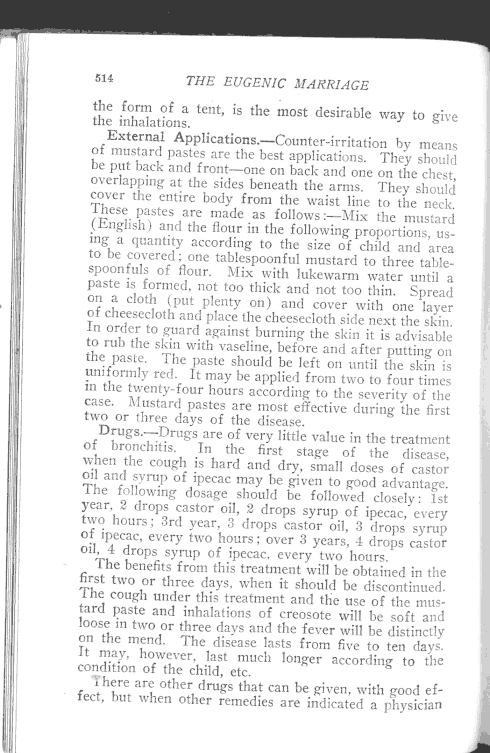 514 THE EUGENIC MARRIAGE
the form of a tent, is the most desirable way to give
the inhalations.
External Applications.—Counter-irritation by means
of mustard pastes are the best applications. They should
be put back and front—one on back and one on the chest,
overlapping at the sides beneath the arms. They should
cover the entire body from the waist line to the neck.
These pastes are made as follows:—Mix the mustard
(English) and the flour in the following proportions, us-
ing a quantity according to the size of child and area
to be covered; one tablespoonful mustard to three table-
spoonfuls of flour. Mix with lukewarm water until a
paste is formed, not too thick and not too thin. Spread
on a cloth (put plenty on) and cover with one layer
of cheesecloth and place the cheesecloth side next the skin.
In order to guard against burning the skin it is advisable
to rub the skin with vaseline, before and after putting on
the paste. The paste should be left on until the skin is
uniformly red. It may be applied from two to four times
in the twenty-four hours according to the severity of the
case. Mustard pastes are most effective during the first
two or three days of the disease.
Drugs.—Drugs are of very little value in the treatment
of bronchitis. In the first stage of the disease,
when the cough is hard and dry, small doses of castor
oil and syrup of ipecac may be given to good advantage.
The following dosage should be followed closely: 1st
year, 2 drops castor oil, 2 drops syrup of ipecac, every
two hours; 3rd year, 3 drops castor oil, 3 drops syrup
of ipecac, every two hours; over 3 years, 4 drops castor
oil, 4 drops syrup of ipecac, every two hours.
The benefits from this treatment will be obtained in the
first two or three days, when it should be discontinued.
The cough under this treatment and the use of the mus-
tard paste and inhalations of creosote will be soft and
loose in two or three days and the fever will be distinctly
on the mend. The disease lasts from five to ten days.
It may, however, last much longer according to the
condition of the child, etc.
There are other drugs that can be given, with good ef-
fect, but when other remedies are indicated a physician